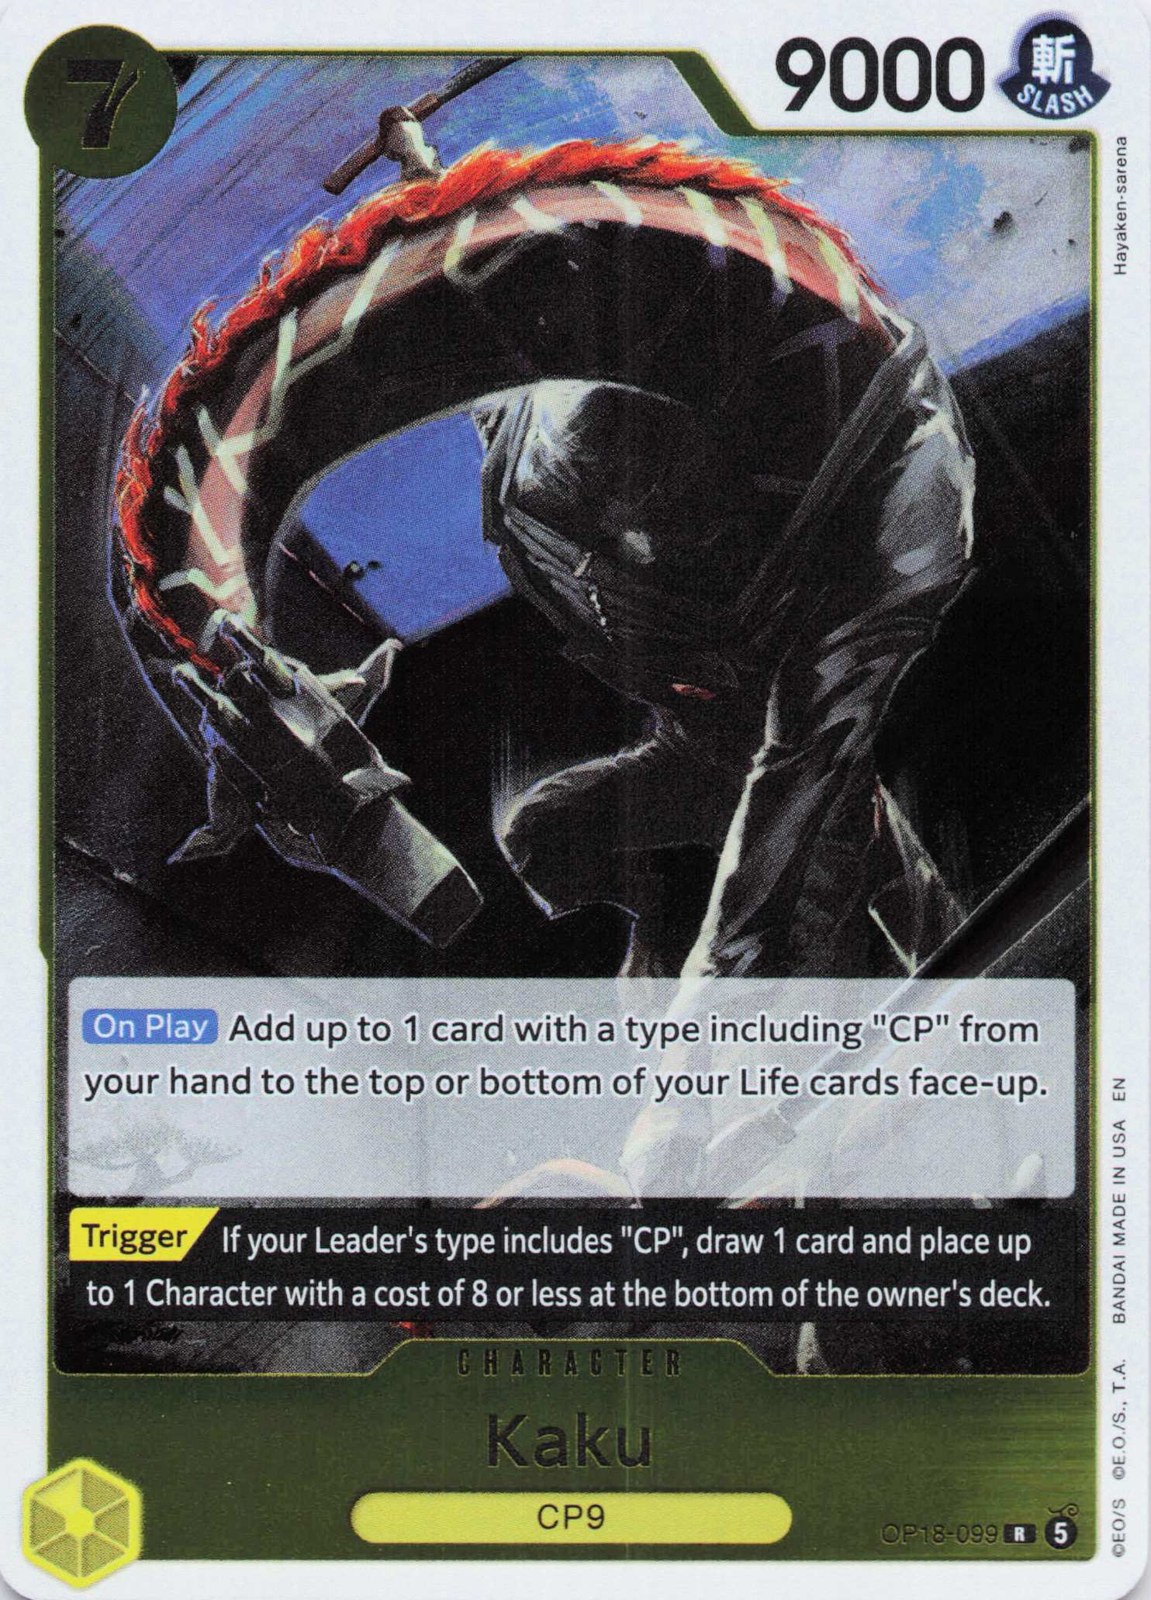 7
9000
斬
SLASH
Hayaken-sarena
On Play Add up to 1 card with a type including "CP" from
your hand to the top or bottom of your Life cards face-up.
Trigger If your Leader's type includes "CP", draw 1 card and place up
to 1 Character with a cost of 8 or less at the bottom of the owner's deck.
CHARACTER
Kaku
CP9
OP18-099 R 5
©EO/S ©E.O./S., T.A. BANDAI MADE IN USA EN